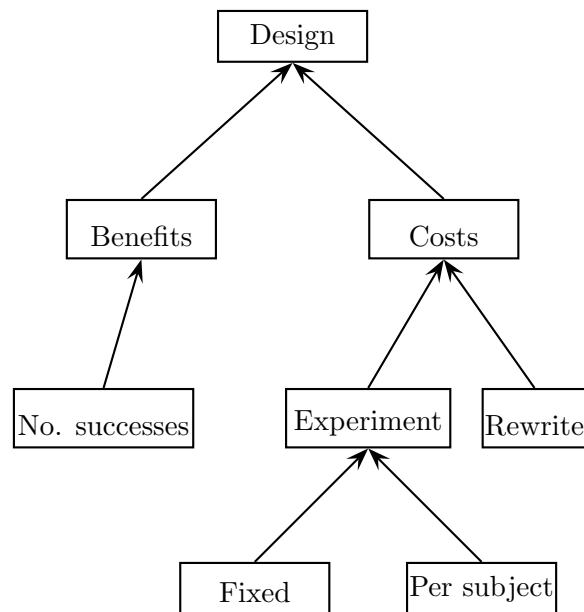 Design
Benefits
Costs
No. successes
Experiment
Rewrite
Fixed
Per subject